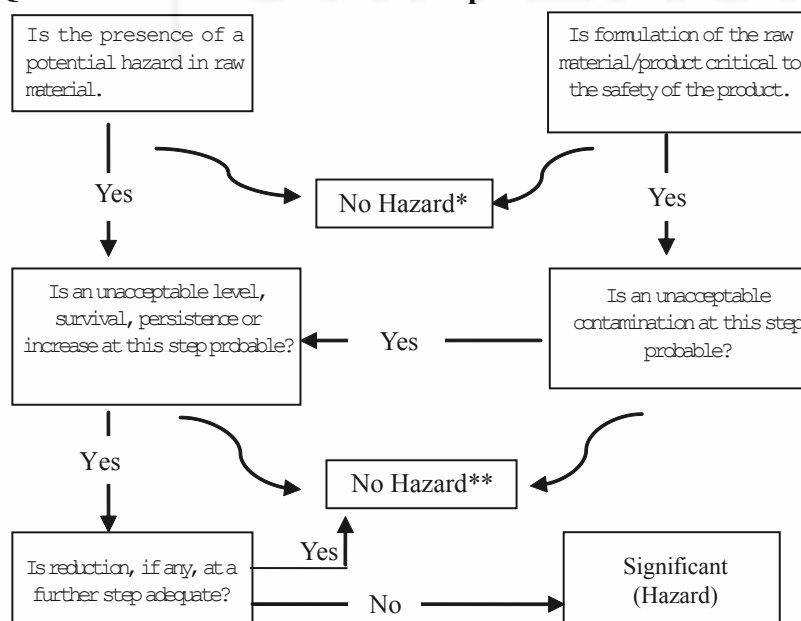 Is the presence of a
potential hazard in raw
material.
Is formulation of the raw
material/product critical to
the safety of the product.
Yes
No Hazard*
Yes
Is an unacceptable level,
survival, persistence or
increase at this step probable?
Yes
Is an unacceptable
contamination at this step
probable?
Yes
No Hazard**
Is reduction, if any, at a
further step adequate?
Yes
No
Significant
(Hazard)